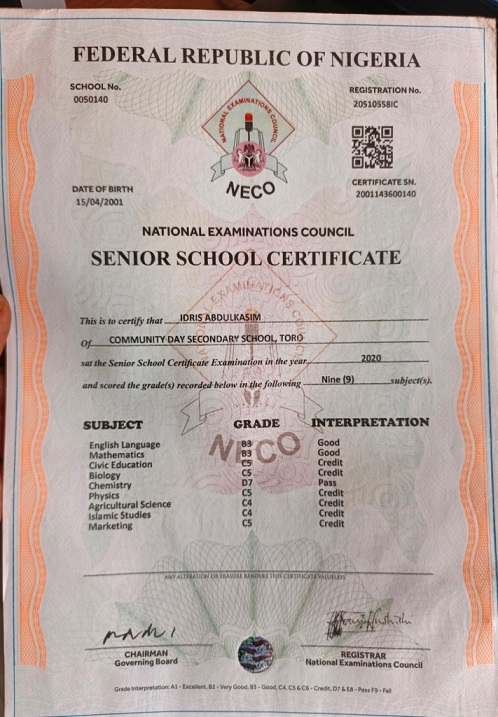 FEDERAL REPUBLIC OF NIGERIA
SCHOOL No.
0050140
REGISTRATION No.
20510558IC
NATIONAL EXAMINATIONS COUNCIL
NECO
DATE OF BIRTH
15/04/2001
CERTIFICATE SN.
2001143600140
NATIONAL EXAMINATIONS COUNCIL
SENIOR SCHOOL CERTIFICATE
This is to certify that IDRIS ABDULKASIM
Of COMMUNITY DAY SECONDARY SCHOOL, TORO
sat the Senior School Certificate Examination in the year 2020
and scored the grade(s) recorded below in the following Nine (9) subject(s).
SUBJECT GRADE INTERPRETATION
English Language B3 Good
Mathematics B3 Good
Civic Education C5 Credit
Biology C5 Credit
Chemistry D7 Pass
Physics C5 Credit
Agricultural Science C4 Credit
Islamic Studies C4 Credit
Marketing C5 Credit
NECO
ANY ALTERATION OR ERASURE RENDERS THIS CERTIFICATE VALUELESS
CHAIRMAN
Governing Board
REGISTRAR
National Examinations Council
Grade Interpretation: A1 - Excellent, B2 - Very Good, B3 - Good, C4, C5 & C6 - Credit, D7 & E8 - Pass F9 - Fail